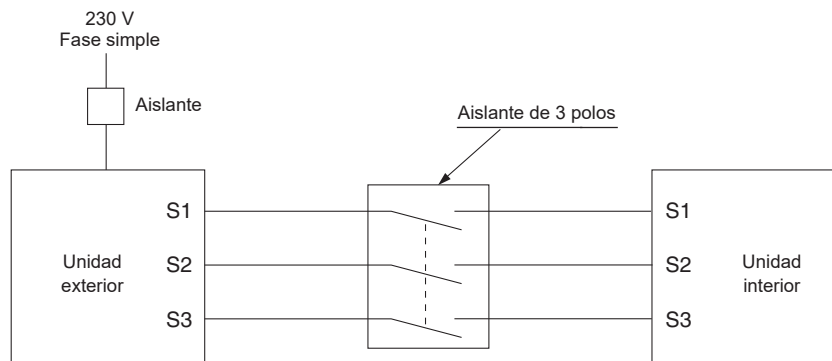 230 V
Fase simple
Aislante
Aislante de 3 polos
S1
S1
Unidad
exterior
S2
S2
Unidad
interior
S3
S3